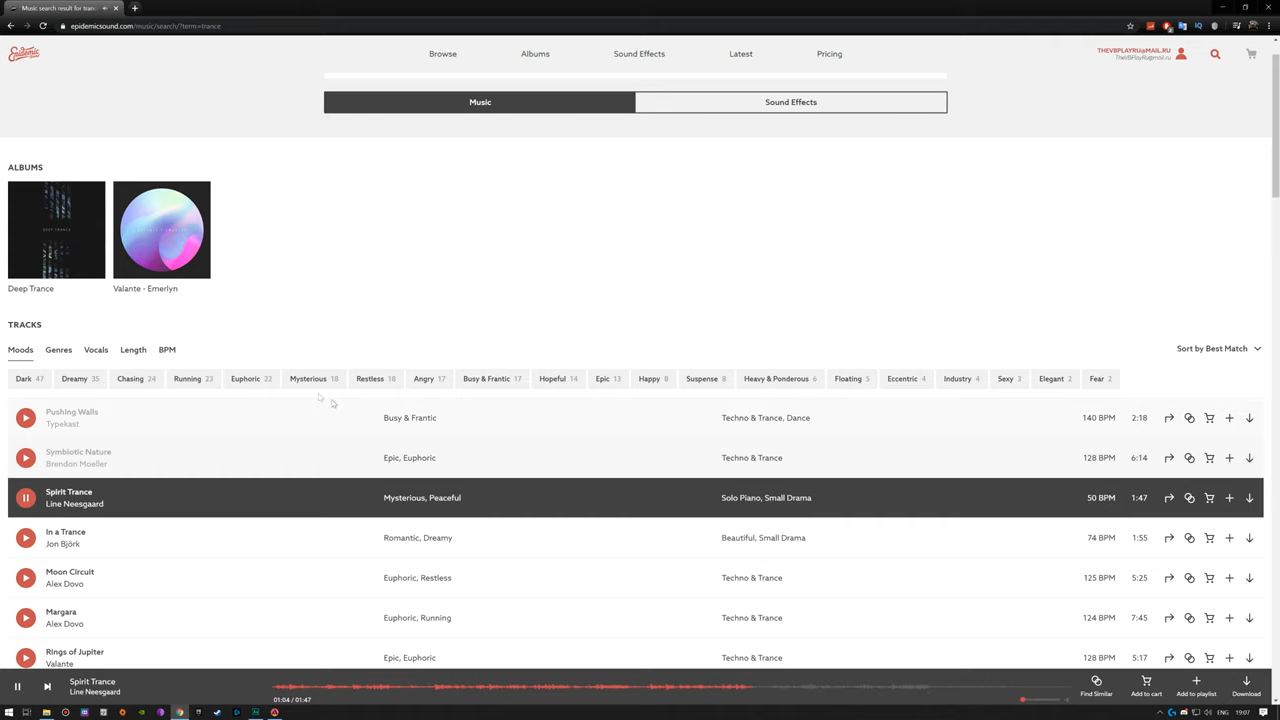 Music search result for tran
epidemicsound.com/music/search/?term=trance
Epidemic
Browse
Albums
Sound Effects
Latest
Pricing
THEVBPLAYRU@MAIL.RU
TheVBPlayRu@mail.ru
Music
Sound Effects
ALBUMS
DEEP TRANCE
Deep Trance
Valante - Emerlyn
TRACKS
Moods Genres Vocals Length BPM
Sort by Best Match
Dark 47 Dreamy 35 Chasing 24 Running 23 Euphoric 22 Mysterious 18 Restless 18 Angry 17 Busy & Frantic 17 Hopeful 14 Epic 13 Happy 8 Suspense 8 Heavy & Ponderous 6 Floating 5 Eccentric 4 Industry 4 Sexy 3 Elegant 2 Fear 2
Pushing Walls
Typekast
Busy & Frantic
Techno & Trance, Dance
140 BPM 2:18
Symbiotic Nature
Brendon Moeller
Epic, Euphoric
Techno & Trance
128 BPM 6:14
Spirit Trance
Line Neesgaard
Mysterious, Peaceful
Solo Piano, Small Drama
50 BPM 1:47
In a Trance
Jon Björk
Romantic, Dreamy
Beautiful, Small Drama
74 BPM 1:55
Moon Circuit
Alex Dovo
Euphoric, Restless
Techno & Trance
125 BPM 5:25
Margara
Alex Dovo
Euphoric, Running
Techno & Trance
124 BPM 7:45
Rings of Jupiter
Valante
Epic, Euphoric
Techno & Trance
128 BPM 5:17
Spirit Trance
Line Neesgaard
01:04 / 01:47
Find Similar
Add to cart
Add to playlist
Download
19:07